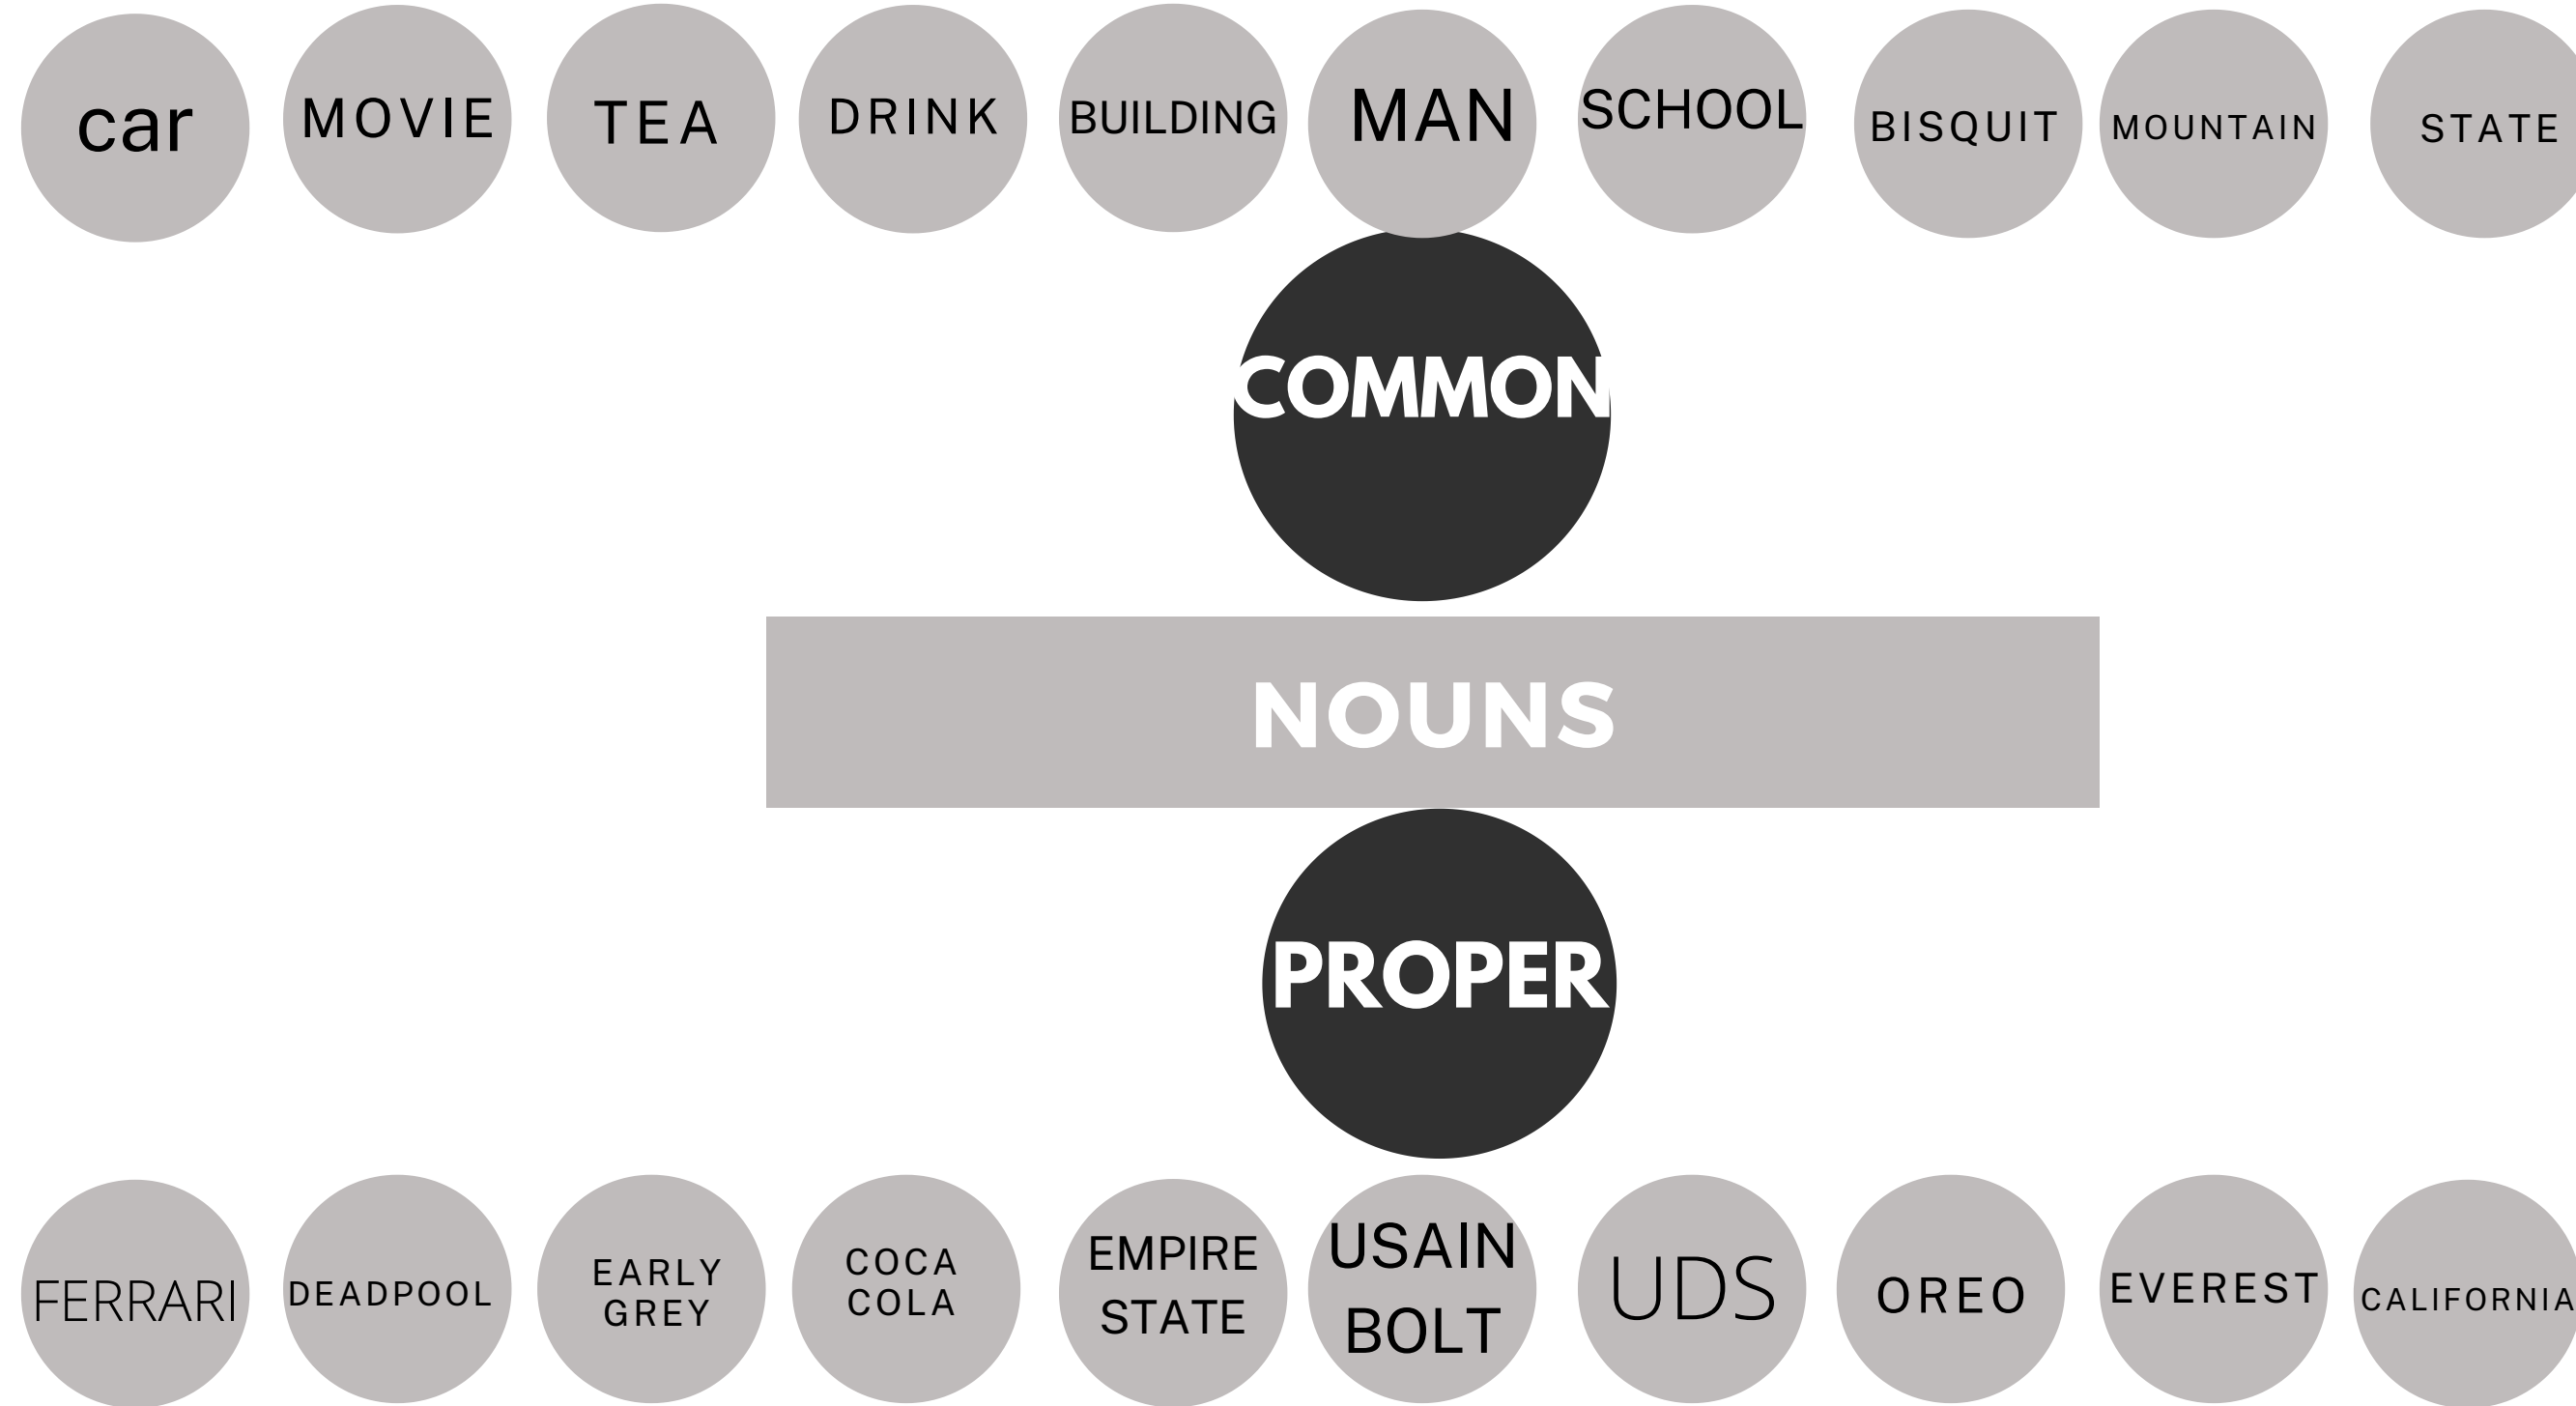 car
MOVIE
TEA
DRINK
BUILDING
MAN
SCHOOL
BISQUIT
MOUNTAIN
STATE
COMMON
NOUNS
PROPER
FERRARI
DEADPOOL
EARLY
GREY
COCA
COLA
EMPIRE
STATE
USAIN
BOLT
UDS
OREO
EVEREST
CALIFORNIA